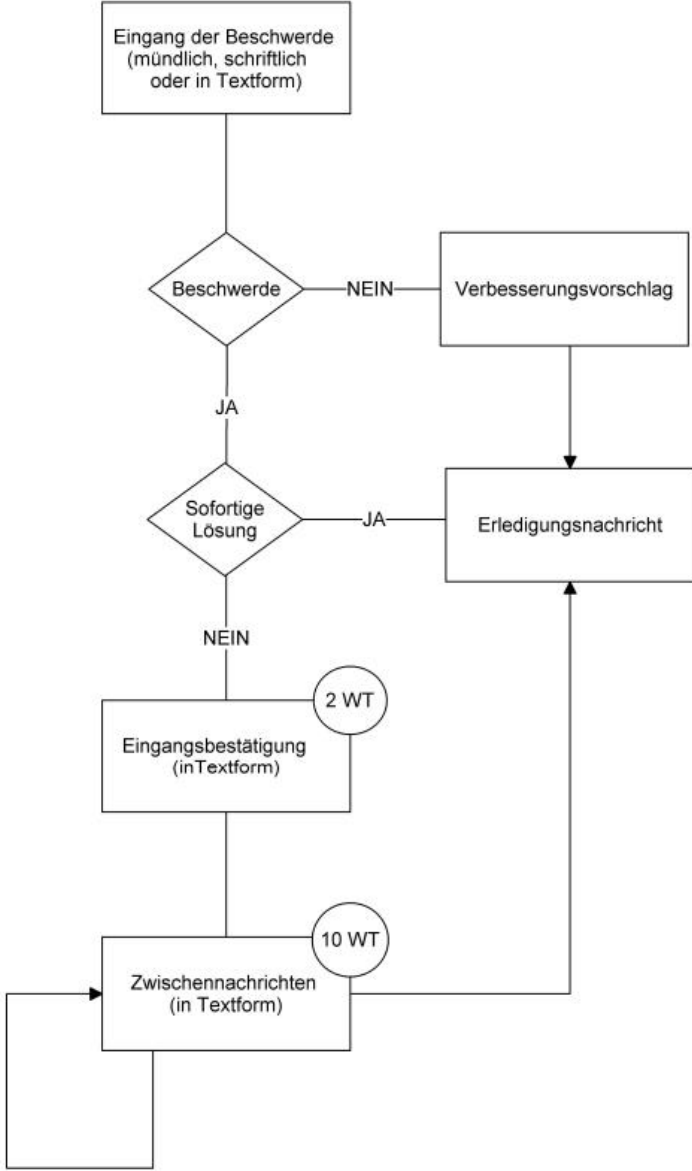 Eingang der Beschwerde
(mündlich, schriftlich
oder in Textform)
Beschwerde
NEIN
Verbesserungsvorschlag
JA
Sofortige
Lösung
JA
Erledigungsnachricht
NEIN
2 WT
Eingangsbestätigung
(inTextform)
10 WT
Zwischennachrichten
(in Textform)